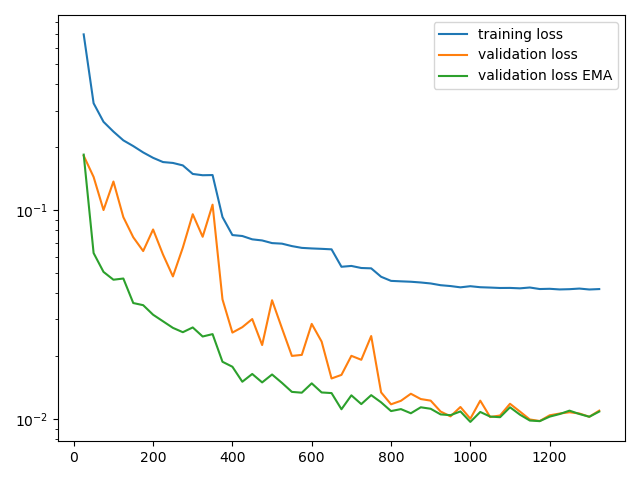 training loss
validation loss
validation loss EMA
10⁻¹
10⁻²
0 200 400 600 800 1000 1200